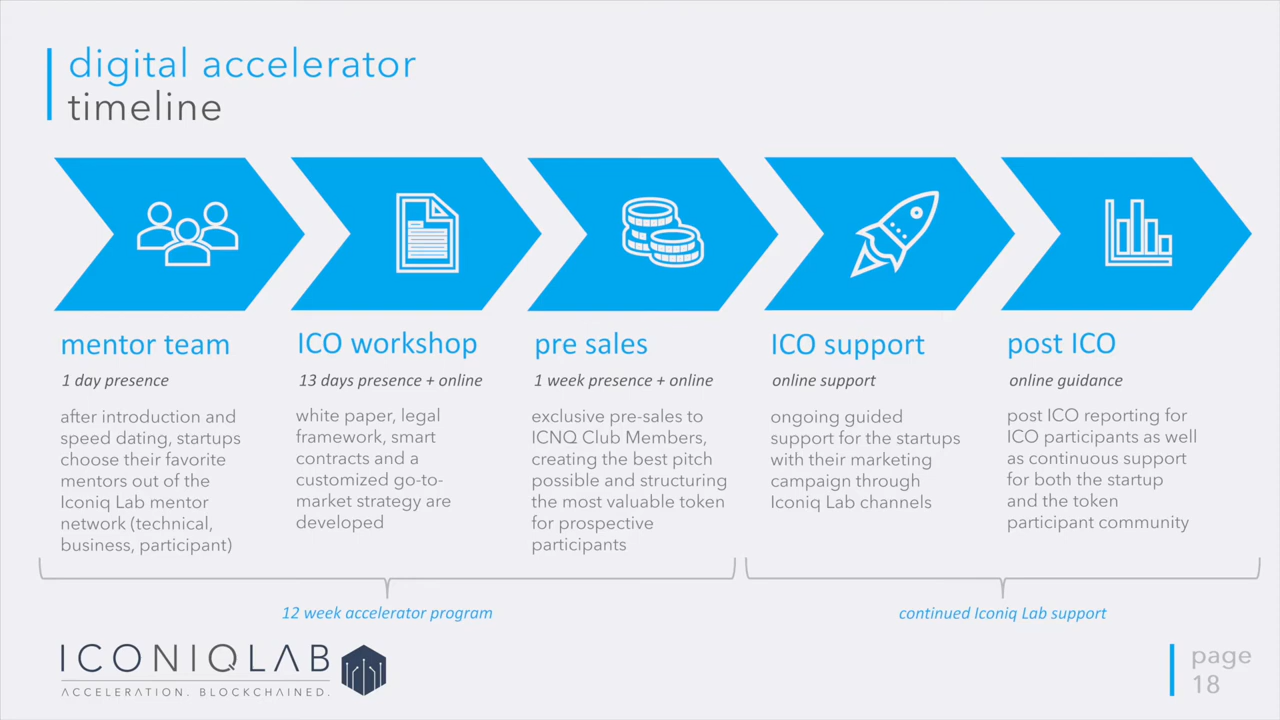 digital accelerator
timeline
mentor team
1 day presence
after introduction and
speed dating, startups
choose their favorite
mentors out of the
Iconiq Lab mentor
network (technical,
business, participant)
ICO workshop
13 days presence + online
white paper, legal
framework, smart
contracts and a
customized go-to-
market strategy are
developed
pre sales
1 week presence + online
exclusive pre-sales to
ICNQ Club Members,
creating the best pitch
possible and structuring
the most valuable token
for prospective
participants
ICO support
online support
ongoing guided
support for the startups
with their marketing
campaign through
Iconiq Lab channels
post ICO
online guidance
post ICO reporting for
ICO participants as well
as continuous support
for both the startup
and the token
participant community
12 week accelerator program
continued Iconiq Lab support
ICONIQLAB
ACCELERATION. BLOCKCHAINED.
page
18